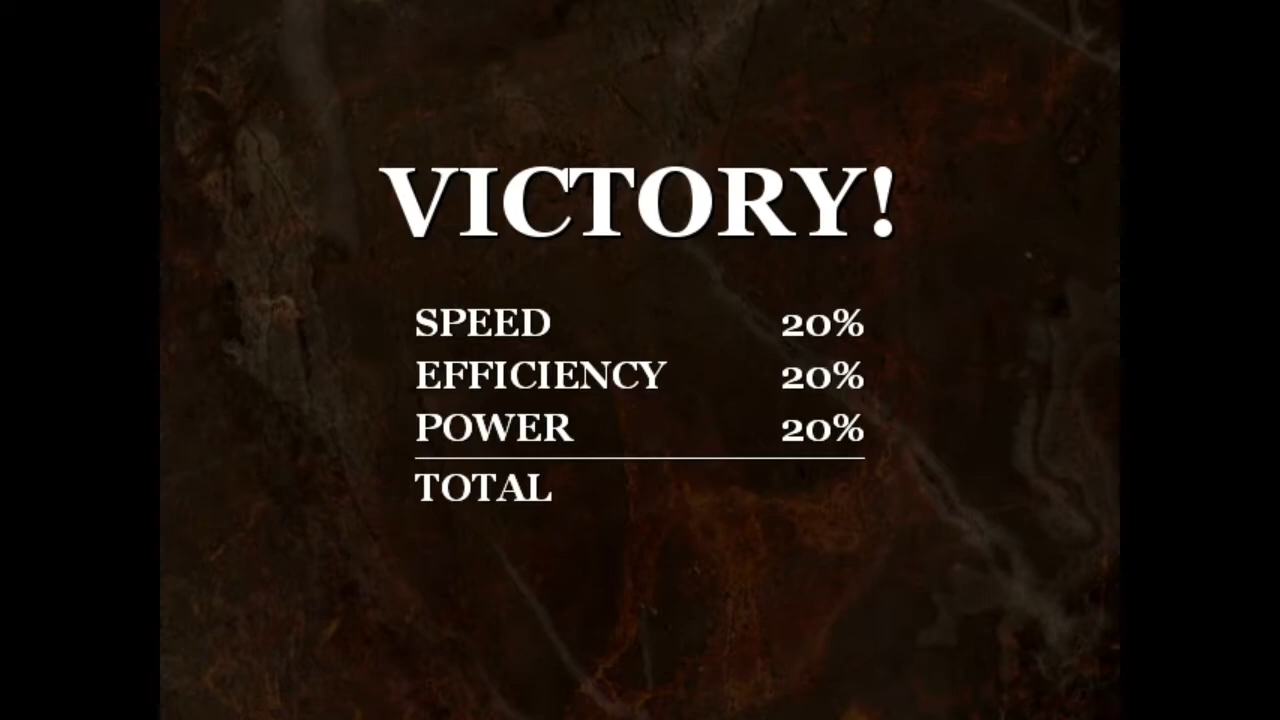 VICTORY!
SPEED 20%
EFFICIENCY 20%
POWER 20%
TOTAL